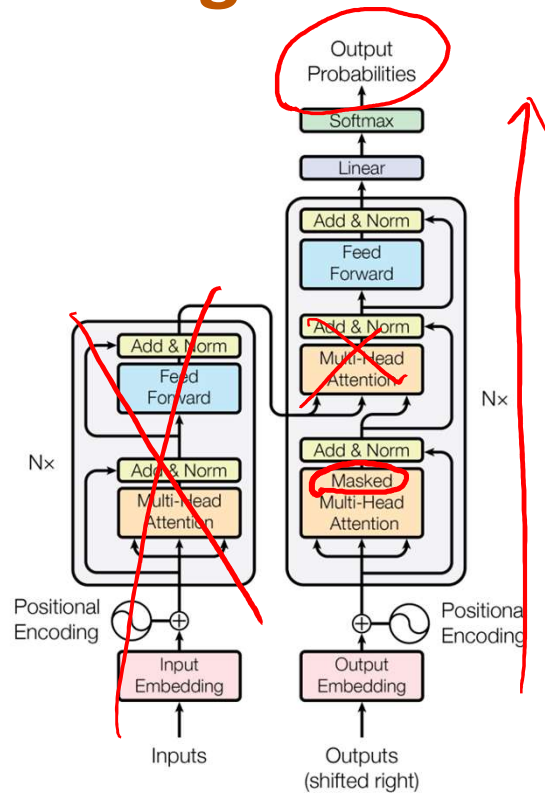 Output
Probabilities
Softmax
Linear
Add & Norm
Feed
Forward
Add & Norm
Multi-Head
Attention
Add & Norm
Masked
Multi-Head
Attention
Nx
Positional
Encoding
Output
Embedding
Outputs
(shifted right)
Add & Norm
Feed
Forward
Add & Norm
Multi-Head
Attention
Nx
Positional
Encoding
Input
Embedding
Inputs